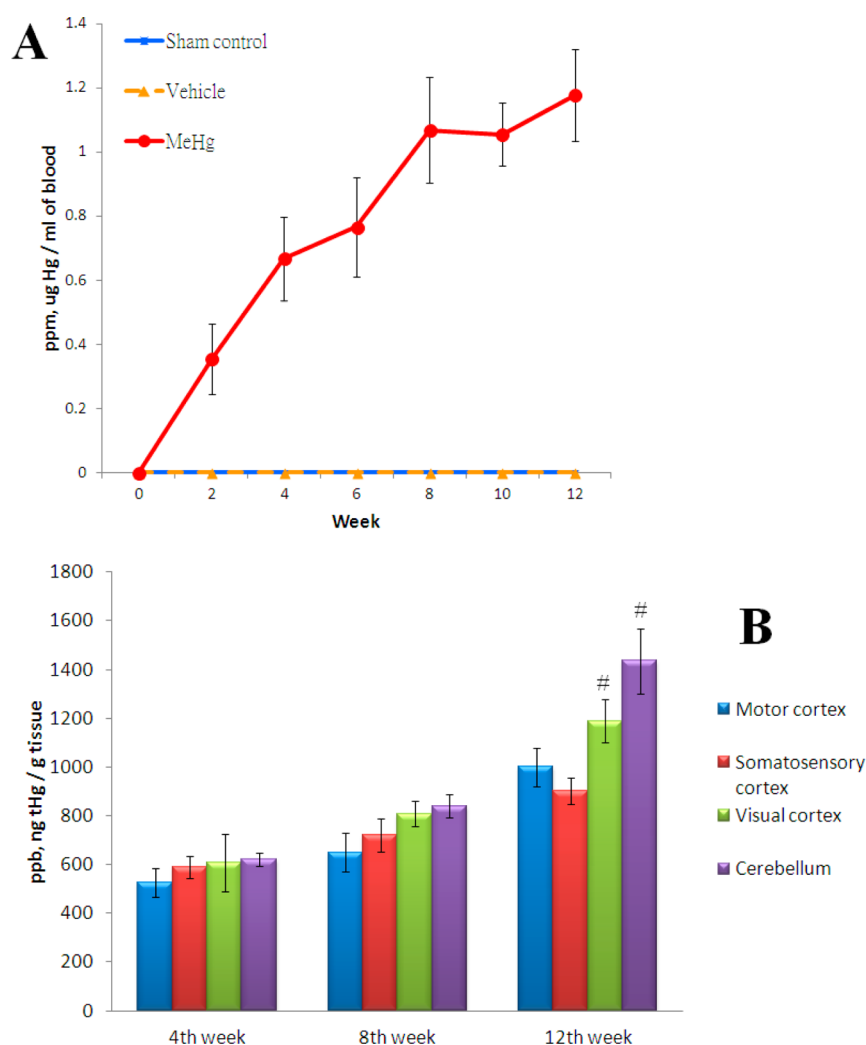 A
Sham control
Vehicle
MeHg
ppm, ug Hg / ml of blood
1.4
1.2
1
0.8
0.6
0.4
0.2
0
0 2 4 6 8 10 12
Week
B
ppb, ng tHg / g tissue
1800
1600
1400
1200
1000
800
600
400
200
0
# #
4th week 8th week 12th week
Motor cortex
Somatosensory
cortex
Visual cortex
Cerebellum